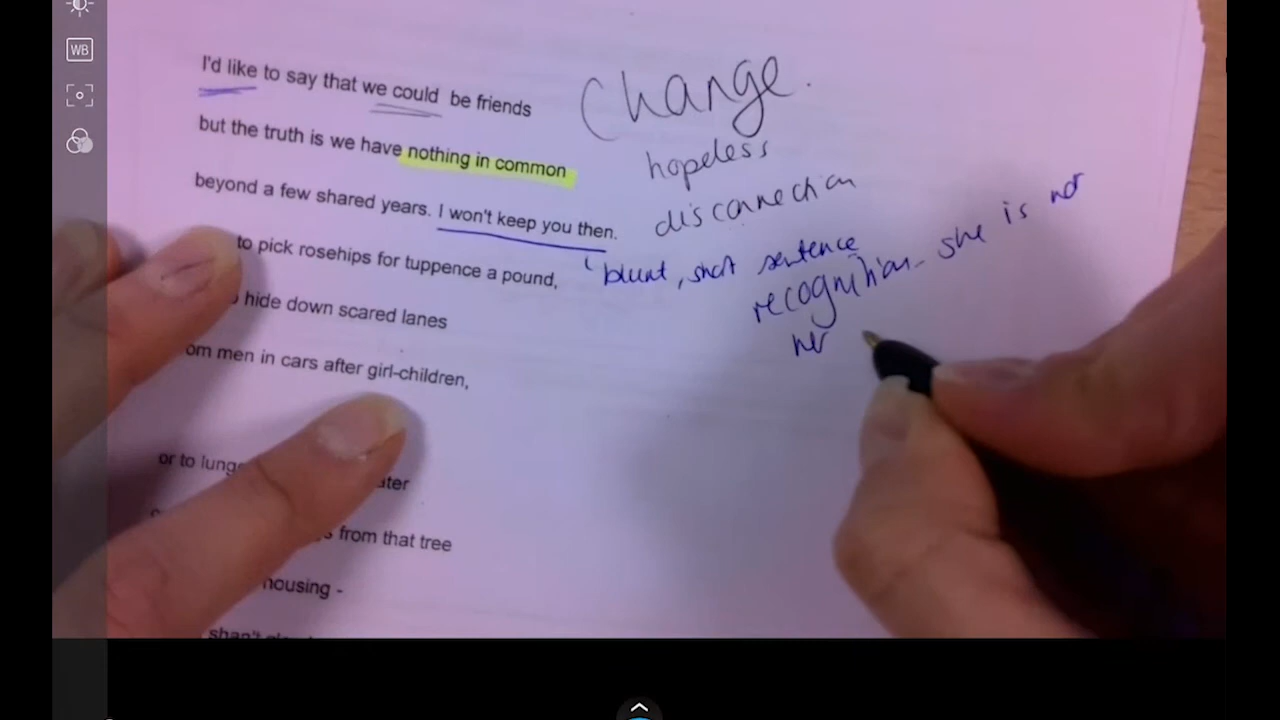 WB
I'd like to say that we could be friends
Change.
but the truth is we have nothing in common
hopeless
beyond a few shared years. I won't keep you then.
disconnection
to pick rosehips for tuppence a pound,
blunt, short sentence
recognition - she is not
her
hide down scared lanes
om men in cars after girl-children,
or to lung
ater
from that tree
housing -
shan't